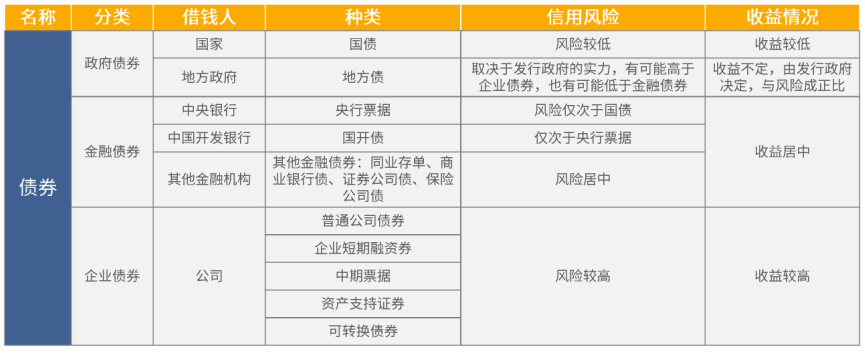 名称 分类 借钱人 种类 信用风险 收益情况
债券
政府债券
国家 国债 风险较低 收益较低
地方政府 地方债
取决于发行政府的实力，有可能高于
企业债券，也有可能低于金融债券
收益不定，由发行政府
决定，与风险成正比
金融债券
中央银行 央行票据 风险仅次于国债
中国开发银行 国开债 仅次于央行票据
收益居中
其他金融机构
其他金融债券：同业存单、商
业银行债、证券公司债、保险
公司债
风险居中
企业债券
公司
普通公司债券
企业短期融资券
中期票据
资产支持证券
可转换债券
风险较高
收益较高